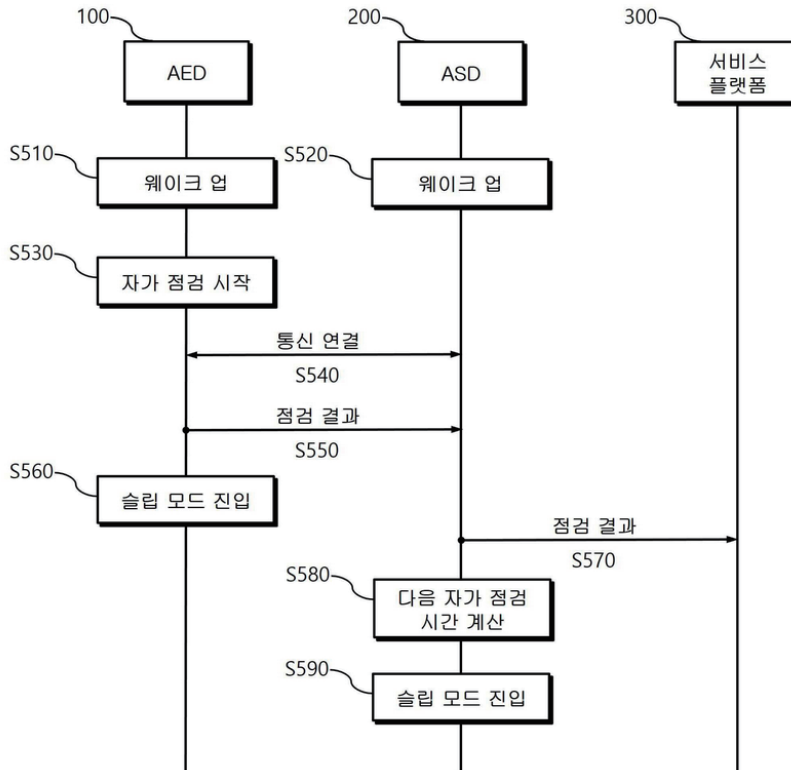 100
200
300
AED
ASD
서비스
플랫폼
S510
웨이크 업
S520
웨이크 업
S530
자가 점검 시작
통신 연결
S540
점검 결과
S550
S560
슬립 모드 진입
점검 결과
S570
S580
다음 자가 점검
시간 계산
S590
슬립 모드 진입